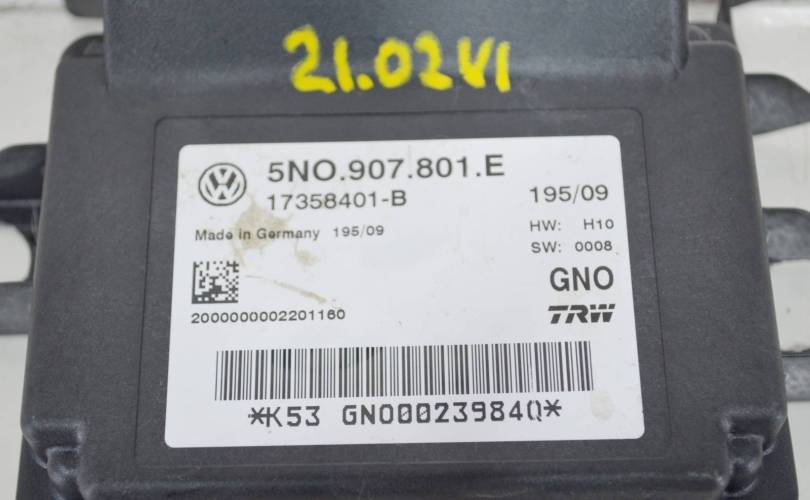 21.02VI
5NO.907.801.E
17358401-B 195/09
Made in Germany 195/09
HW: H10
SW: 0008
GNO
2000000002201160
TRW
*K53 GNO0023984Q*